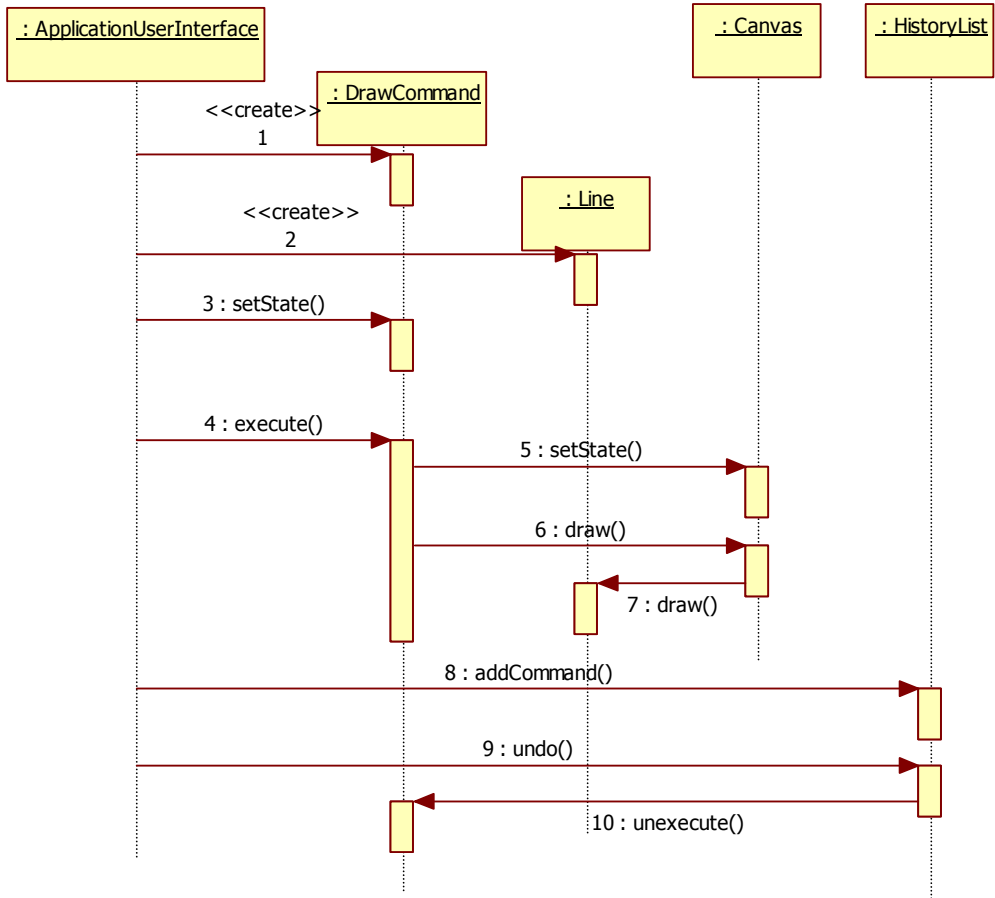 : ApplicationUserInterface
: Canvas
: HistoryList
: DrawCommand
<<create>>
1
: Line
<<create>>
2
3 : setState()
4 : execute()
5 : setState()
6 : draw()
7 : draw()
8 : addCommand()
9 : undo()
10 : unexecute()